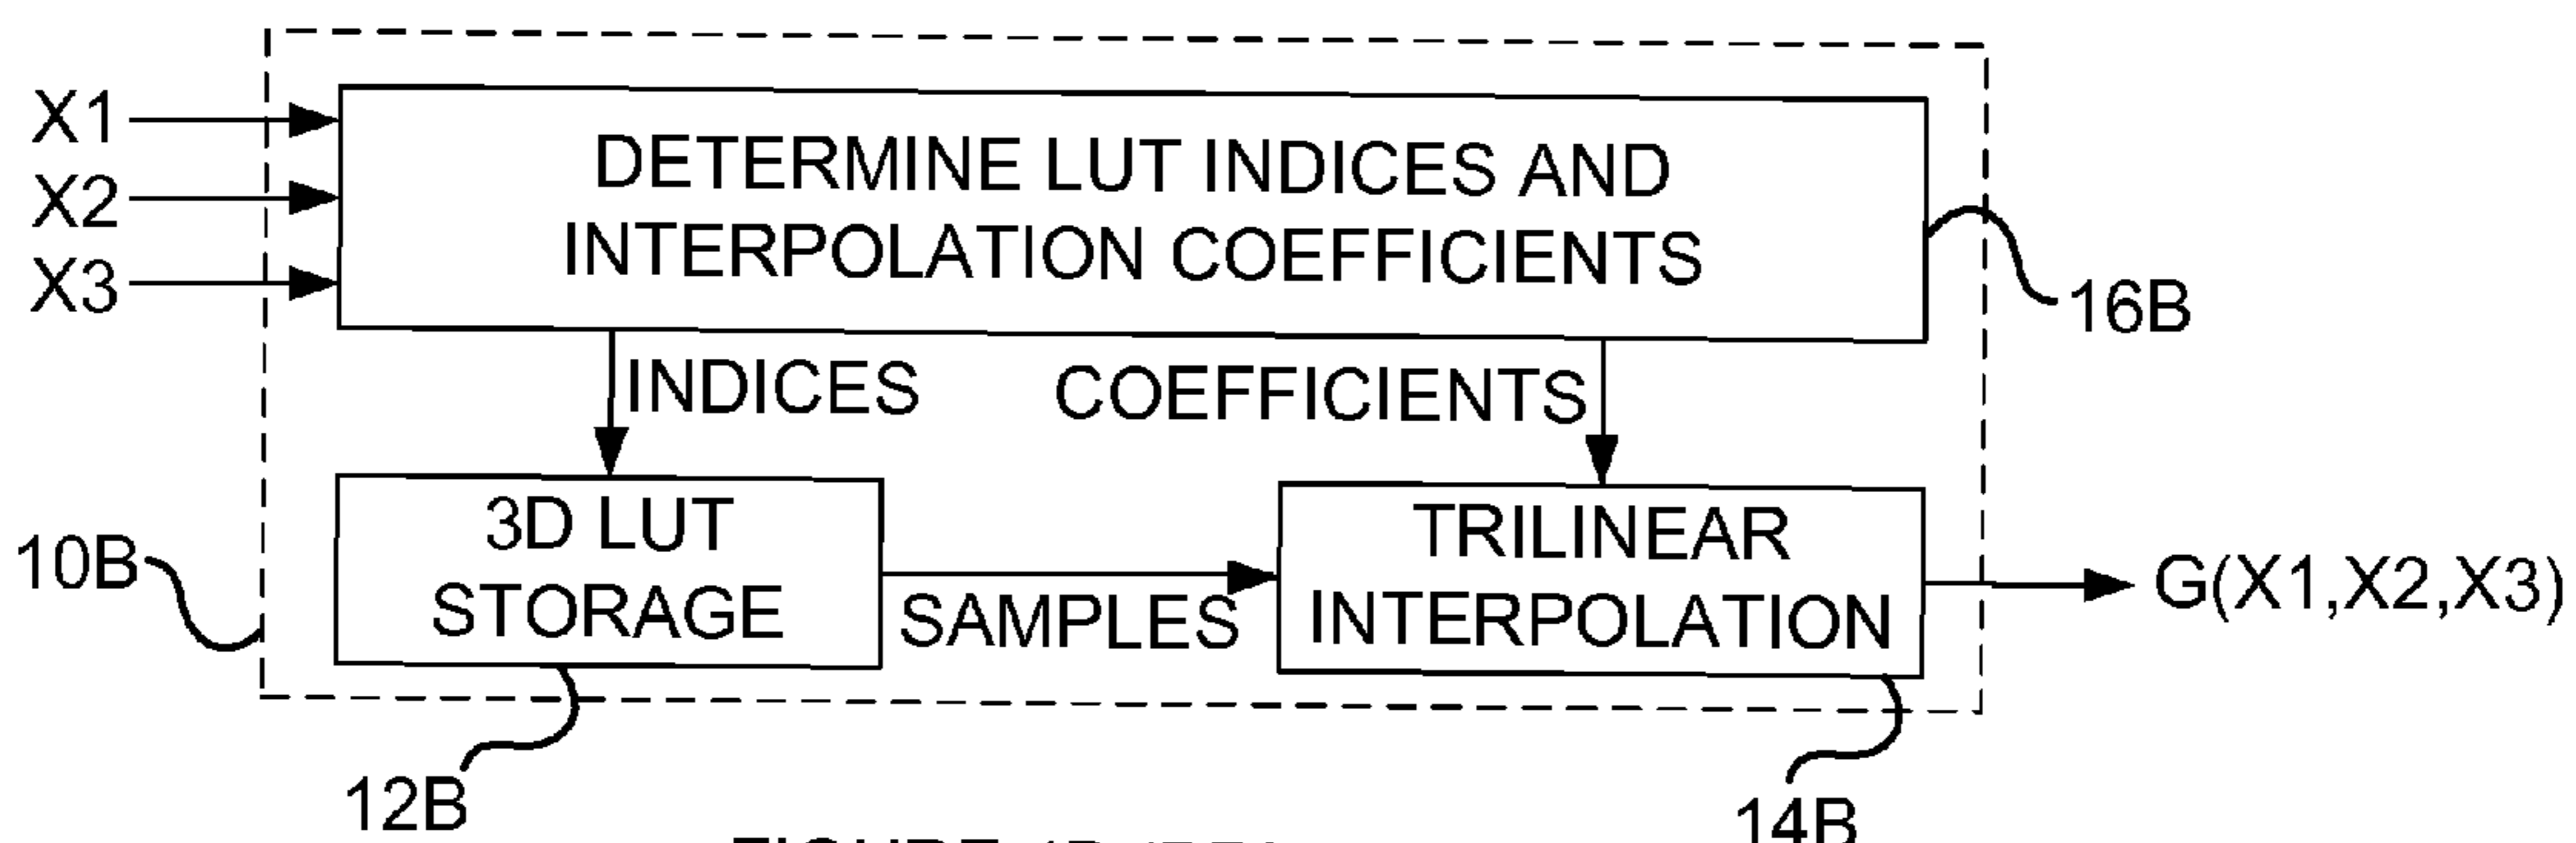 X1
X2
X3
DETERMINE LUT INDICES AND
INTERPOLATION COEFFICIENTS
16B
INDICES
COEFFICIENTS
3D LUT
STORAGE
SAMPLES
TRILINEAR
INTERPOLATION
10B
G(X1,X2,X3)
12B
14B